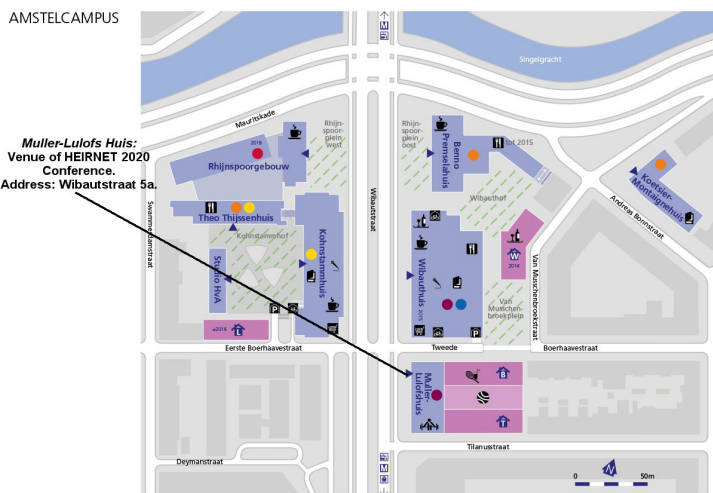 AMSTELCAMPUS
M
Singelgracht
Mauritskade
Rhijn-
spoor-
plein
west
Rhijn-
spoor-
plein
oost
2018
Rhijnspoorgebouw
Benno
Premselahuis
tot 2015
Muller-Lulofs Huis:
Venue of HEIRNET 2020
Conference.
Address: Wibautstraat 5a.
Koetsier-
Montaignehuis
Wibautstraat
Wibauthof
Andreas Bonnstraat
Swammerdamstraat
Theo Thijssenhuis
Kohnstammhof
Kohnstammhuis
Studio HvA
Wibauthuis 2015
W
2014
Van Musschenbroekstraat
Van
Musschen-
broekplein
P
P
±2016
L
Eerste Boerhaavestraat
Tweede
Boerhaavestraat
Muller-
Lulofshuis
B
T
Tilanusstraat
Deymanstraat
M
N
0
50m